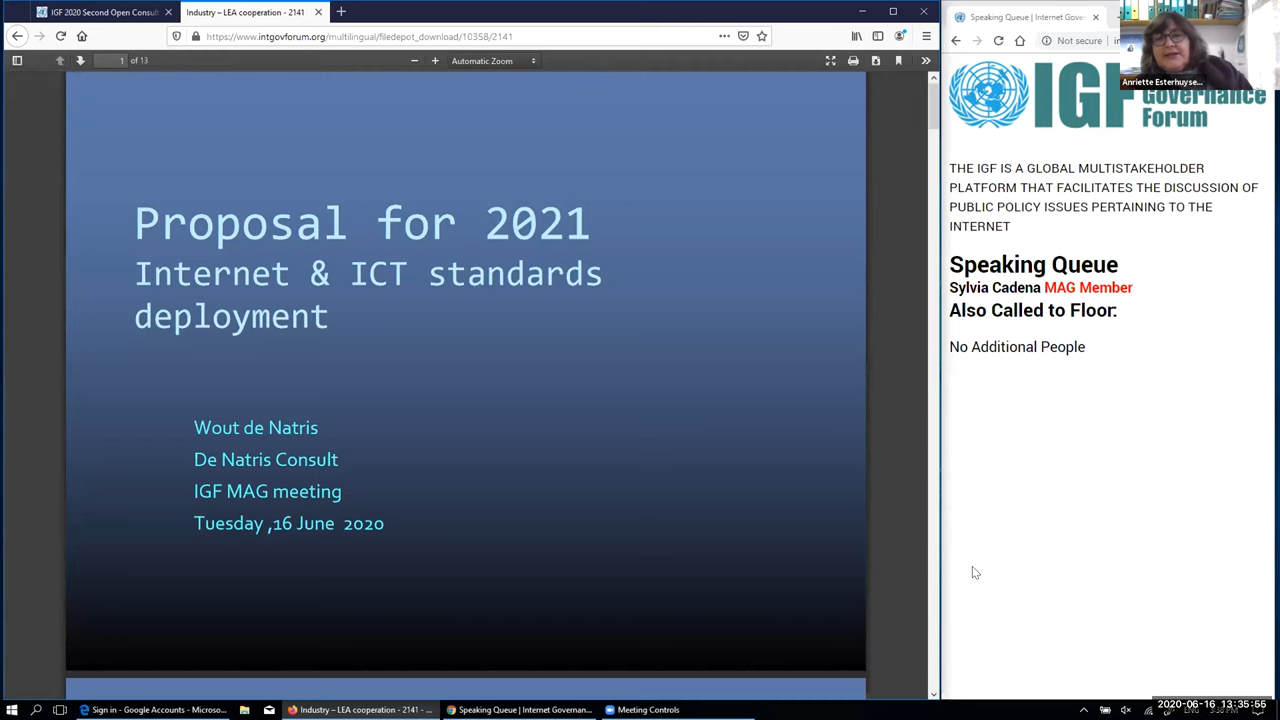 IGF 2020 Second Open Consult
Industry – LEA cooperation - 2141
https://www.intgovforum.org/multilingual/filedepot_download/10358/2141
1 of 13
Automatic Zoom
Proposal for 2021
Internet & ICT standards
deployment
Wout de Natris
De Natris Consult
IGF MAG meeting
Tuesday ,16 June 2020
Speaking Queue | Internet Gover
Not secure
Anriette Esterhuyse...
IGF
Governance
Forum
THE IGF IS A GLOBAL MULTISTAKEHOLDER
PLATFORM THAT FACILITATES THE DISCUSSION OF
PUBLIC POLICY ISSUES PERTAINING TO THE
INTERNET
Speaking Queue
Sylvia Cadena MAG Member
Also Called to Floor:
No Additional People
Sign in - Google Accounts - Microso...
Industry – LEA cooperation - 2141 - ...
Speaking Queue | Internet Governan...
Meeting Controls
2020-06-16 13:35:55